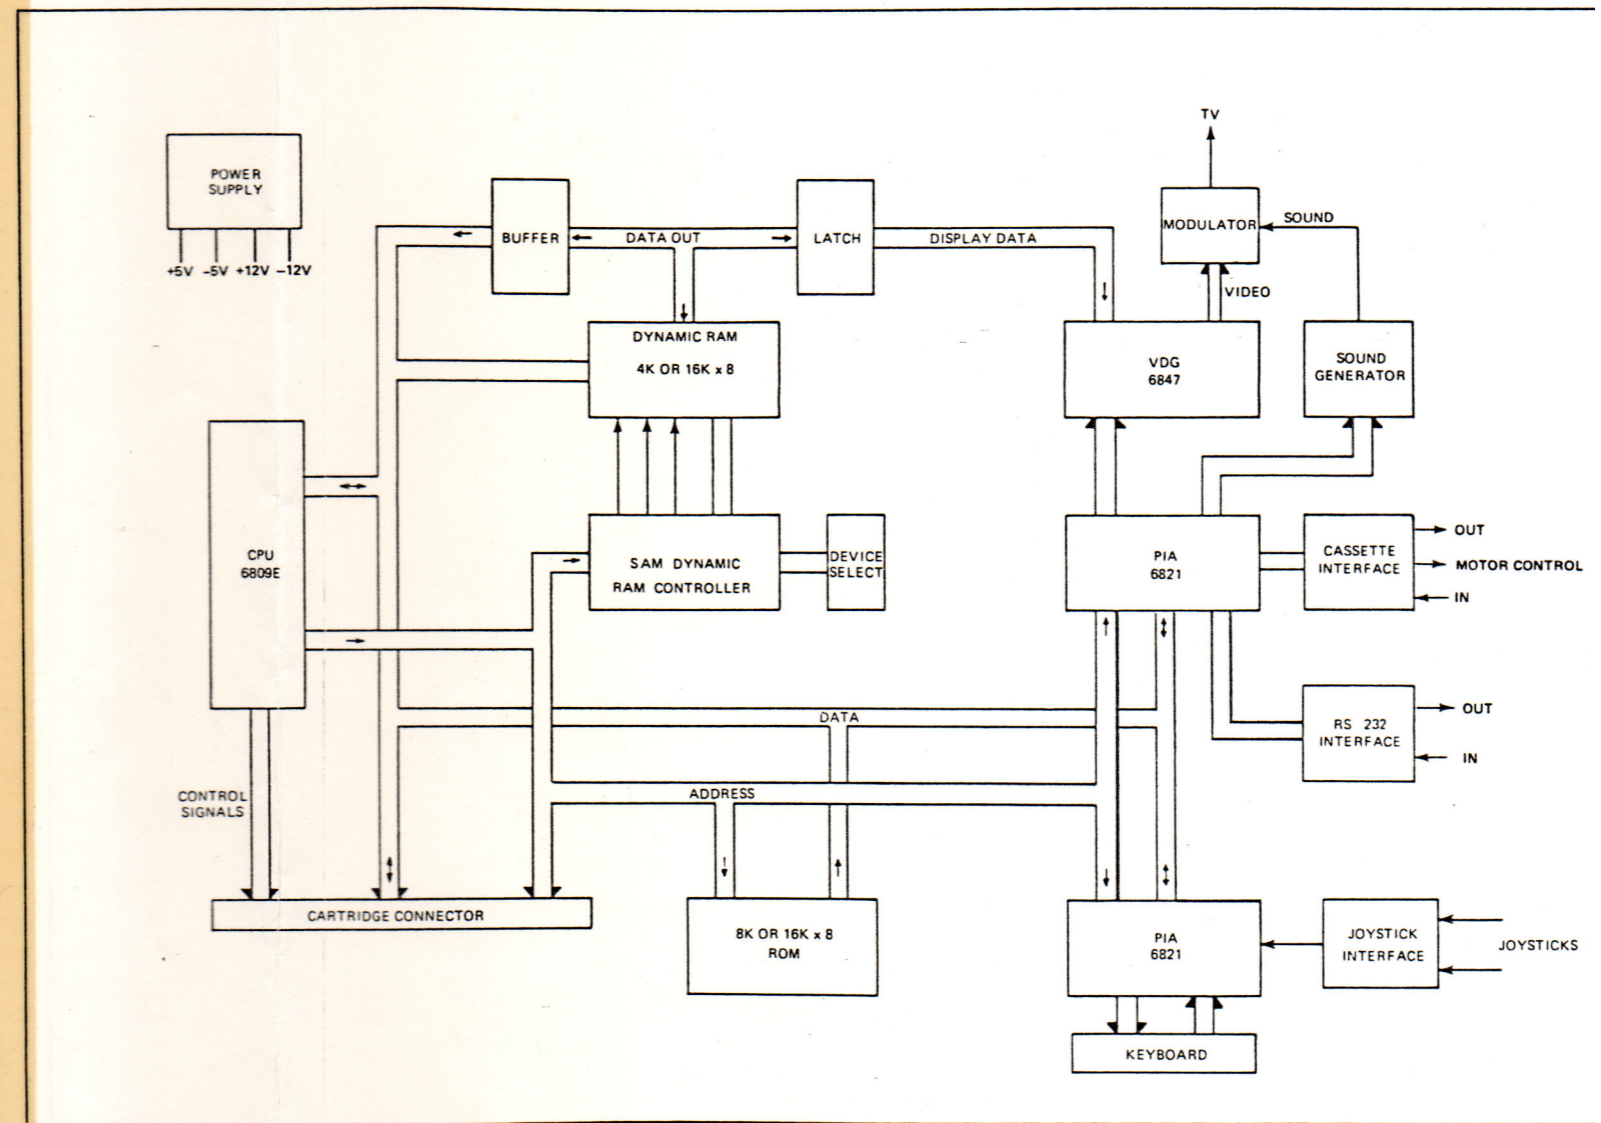 TV
POWER
SUPPLY
+5V -5V +12V -12V
BUFFER
DATA OUT
LATCH
DISPLAY DATA
MODULATOR
SOUND
VIDEO
DYNAMIC RAM
4K OR 16K x 8
VDG
6847
SOUND
GENERATOR
CPU
6809E
SAM DYNAMIC
RAM CONTROLLER
DEVICE
SELECT
PIA
6821
CASSETTE
INTERFACE
OUT
MOTOR CONTROL
IN
RS 232
INTERFACE
OUT
IN
DATA
ADDRESS
CONTROL
SIGNALS
CARTRIDGE CONNECTOR
8K OR 16K x 8
ROM
PIA
6821
JOYSTICK
INTERFACE
JOYSTICKS
KEYBOARD